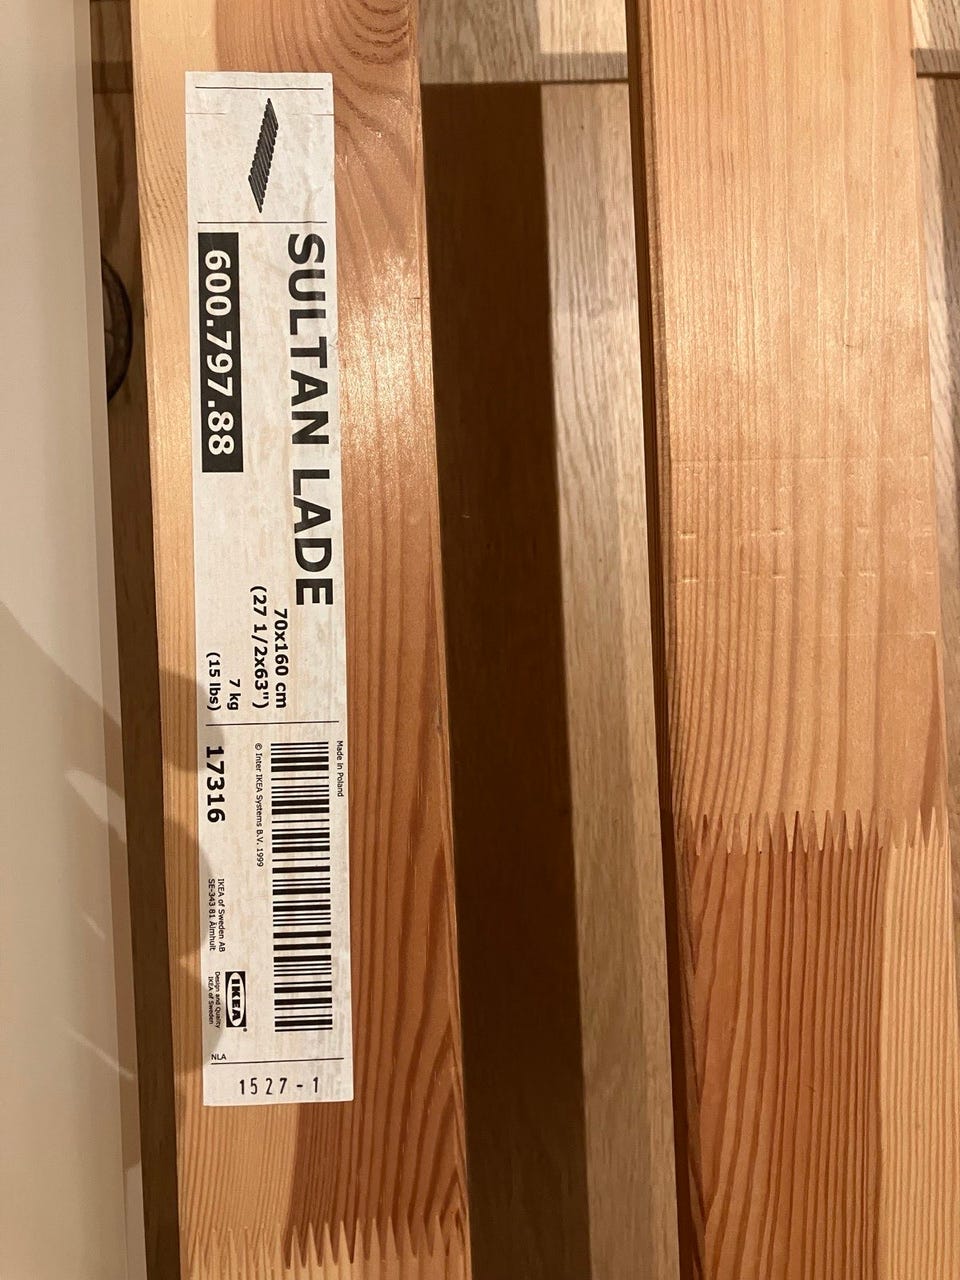 SULTAN LADE
600.797.88
70x160 cm
(27 1/2x63")
7 kg
(15 lbs)
Made in Poland
© Inter IKEA Systems B.V. 1999
17316
IKEA of Sweden AB
SE-343 81 Älmhult
IKEA®
Design and Quality
IKEA of Sweden
NLA
1527-1